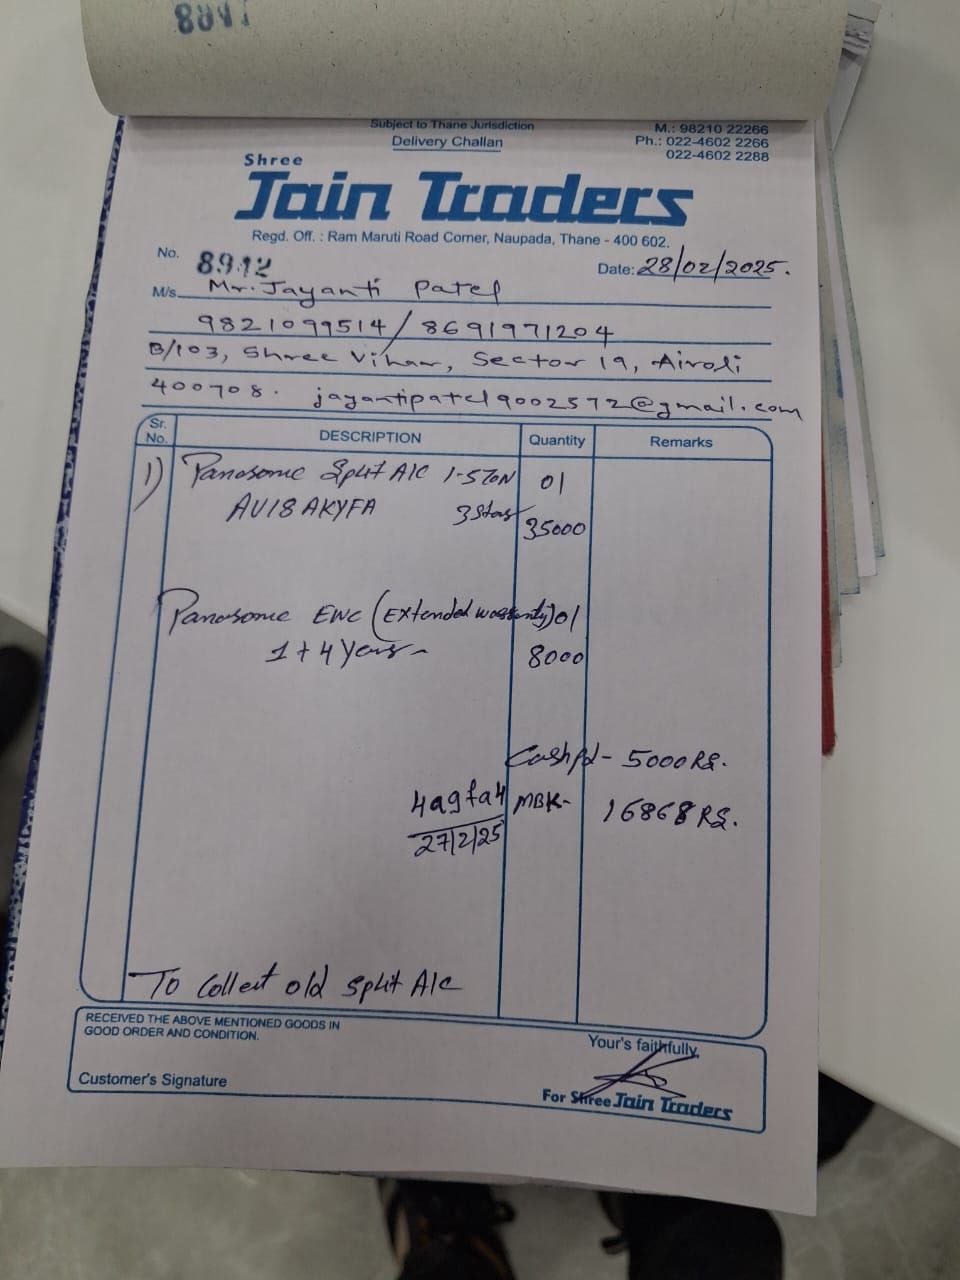 Subject to Thane Jurisdiction
Delivery Challan
M.: 98210 22266
Ph.: 022-4602 2266
022-4602 2288
Shree
Jain Traders
Regd. Off. : Ram Maruti Road Corner, Naupada, Thane - 400 602.
No. 8912
Date: 28/02/2025.
M/s. Mr. Jayanti Patel
9821099514 / 8691971204
B/103, Shree Vihar, Sector 19, Airoli
400708. jayantipatel9002572@gmail.com
Sr. No. DESCRIPTION Quantity Remarks
1) Panasonic Split A/C 1.5 TON 01
AU18AKYFA 3 Star 35000
Panasonic EWC (Extended warranty) 01
1+4 Years 8000
Cash pd - 5000 RS.
MBK- 16868 RS.
27/2/25
To Collect old Split A/C
RECEIVED THE ABOVE MENTIONED GOODS IN
GOOD ORDER AND CONDITION.
Your's faithfully,
Customer's Signature
For Shree Jain Traders